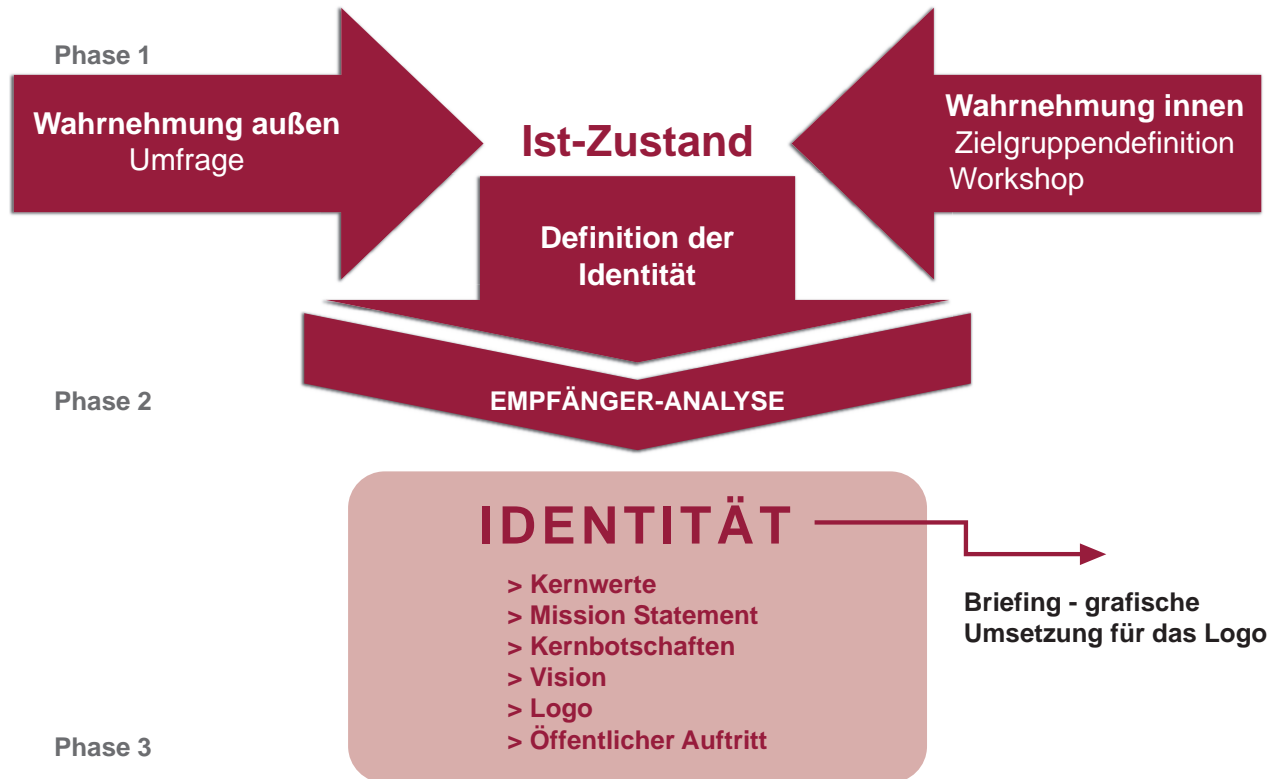 Phase 1
Wahrnehmung außen
Umfrage
Ist-Zustand
Wahrnehmung innen
Zielgruppendefinition
Workshop
Definition der
Identität
Phase 2
EMPFÄNGER-ANALYSE
IDENTITÄT
> Kernwerte
> Mission Statement
> Kernbotschaften
> Vision
> Logo
> Öffentlicher Auftritt
Briefing - grafische
Umsetzung für das Logo
Phase 3